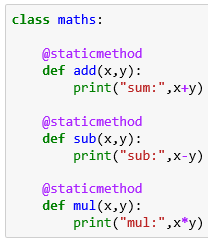 class maths:
    @staticmethod
    def add(x,y):
        print("sum:",x+y)
    @staticmethod
    def sub(x,y):
        print("sub:",x-y)
    @staticmethod
    def mul(x,y):
        print("mul:",x*y)